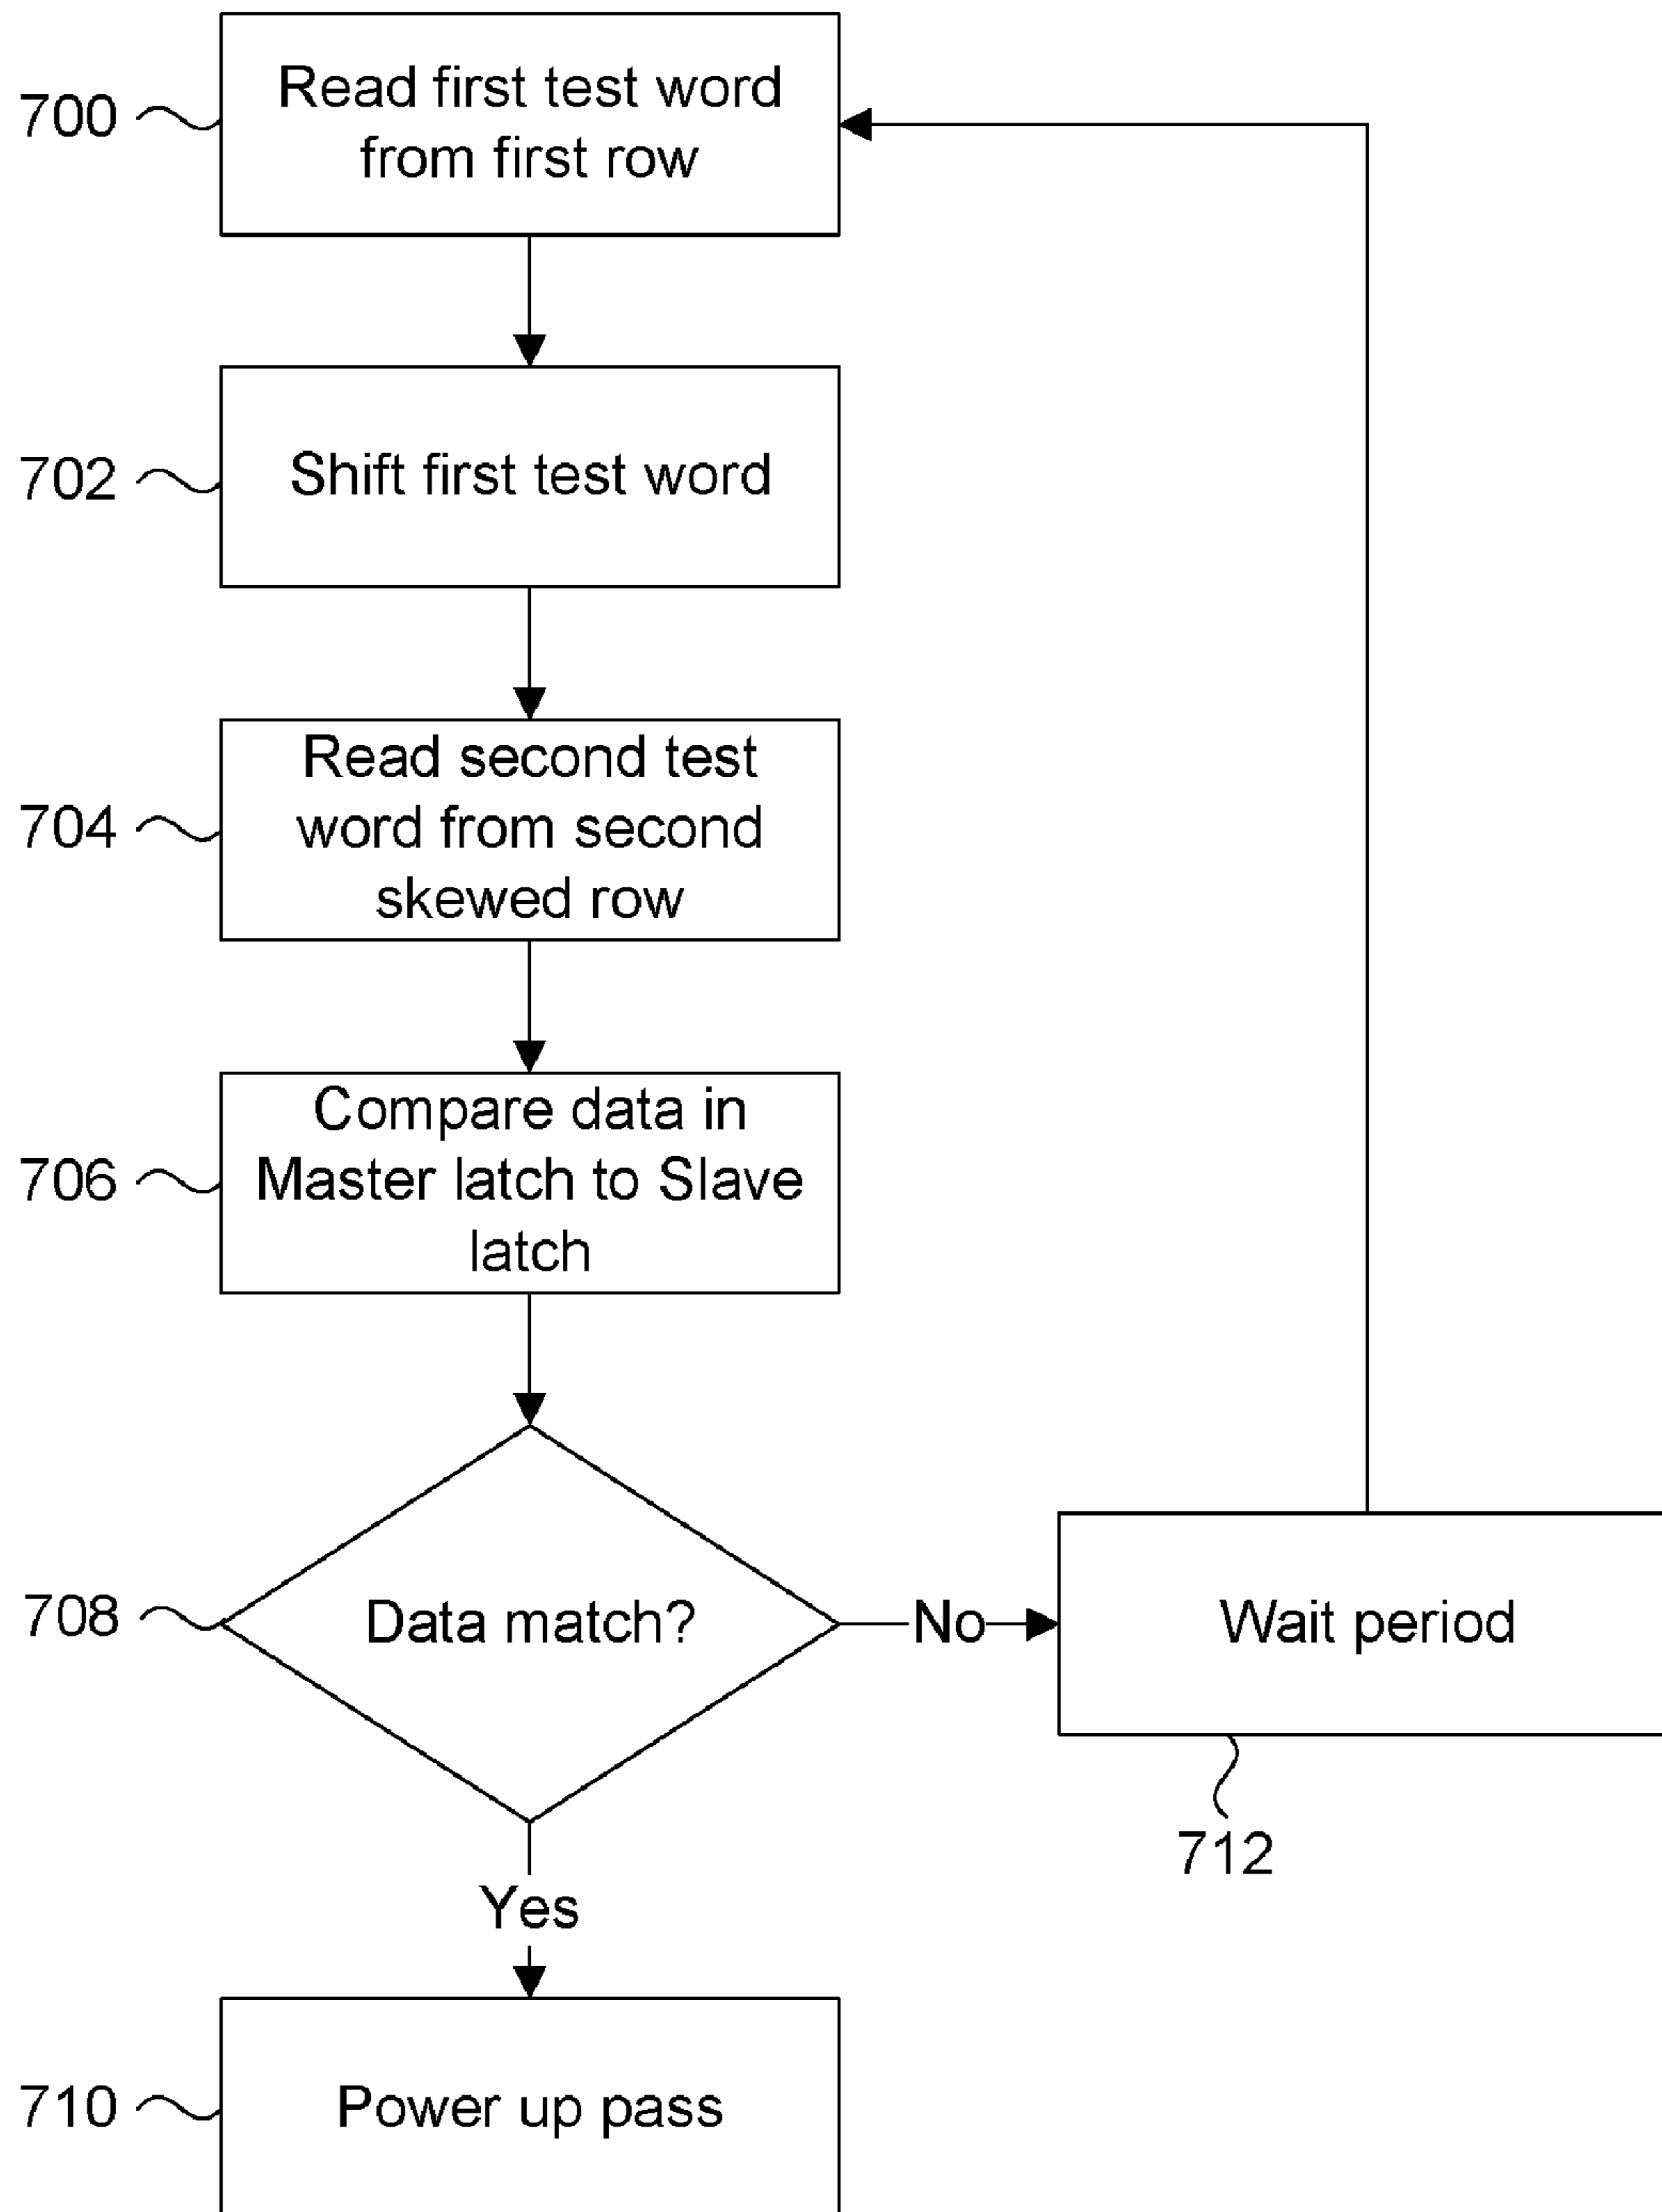 700
Read first test word
from first row
702
Shift first test word
704
Read second test
word from second
skewed row
706
Compare data in
Master latch to Slave
latch
708
Data match?
No
Wait period
712
Yes
710
Power up pass